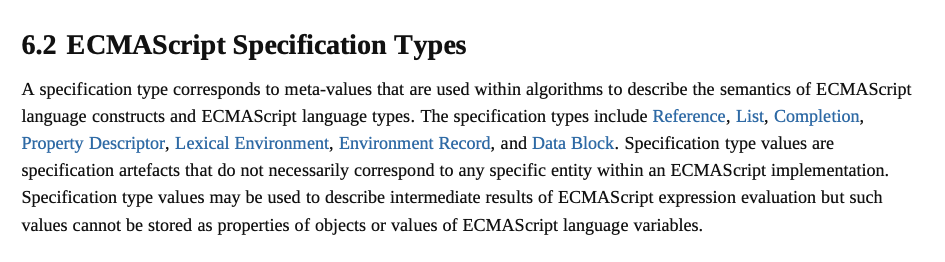 6.2 ECMAScript Specification Types
A specification type corresponds to meta-values that are used within algorithms to describe the semantics of ECMAScript
language constructs and ECMAScript language types. The specification types include Reference, List, Completion,
Property Descriptor, Lexical Environment, Environment Record, and Data Block. Specification type values are
specification artefacts that do not necessarily correspond to any specific entity within an ECMAScript implementation.
Specification type values may be used to describe intermediate results of ECMAScript expression evaluation but such
values cannot be stored as properties of objects or values of ECMAScript language variables.